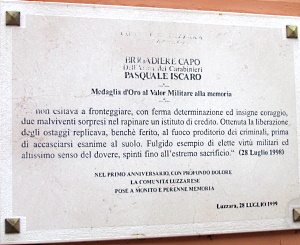 BRIGADIERE CAPO
Dell'Arma dei Carabinieri
PASQUALE ISCARO
Medaglia d'Oro al Valor Militare alla memoria
"non esitava a fronteggiare, con ferma determinazione ed insigne coraggio,
due malviventi sorpresi nel rapinare un istituto di credito. Ottenuta la liberazione
degli ostaggi replicava, benchè ferito, al fuoco proditorio dei criminali, prima
di accasciarsi esanime al suolo. Fulgido esempio di elette virtù militari ed
altissimo senso del dovere, spinti fino all'estremo sacrificio." (28 Luglio 1998)
NEL PRIMO ANNIVERSARIO, CON PROFONDO DOLORE
LA COMUNITÀ LUZZARESE
POSE A MONITO E PERENNE MEMORIA
Luzzara, 28 LUGLIO 1999